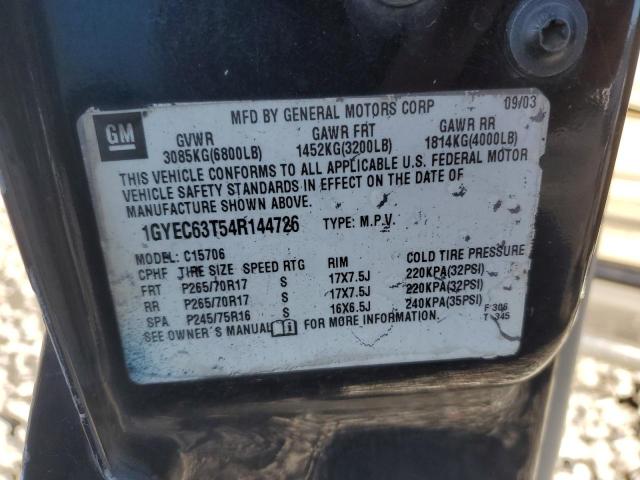 MFD BY GENERAL MOTORS CORP 09/03
GM
GVWR GAWR FRT GAWR RR
3085KG(6800LB) 1452KG(3200LB) 1814KG(4000LB)
THIS VEHICLE CONFORMS TO ALL APPLICABLE U.S. FEDERAL MOTOR
VEHICLE SAFETY STANDARDS IN EFFECT ON THE DATE OF
MANUFACTURE SHOWN ABOVE.
1GYEC63T54R144726 TYPE: M.P.V.
MODEL: C15706
CPHF TIRE SIZE SPEED RTG RIM COLD TIRE PRESSURE
FRT P265/70R17 S 17X7.5J 220KPA(32PSI)
RR P265/70R17 S 17X7.5J 220KPA(32PSI)
SPA P245/75R16 S 16X6.5J 240KPA(35PSI)
SEE OWNER'S MANUAL FOR MORE INFORMATION.
F 306
T 345